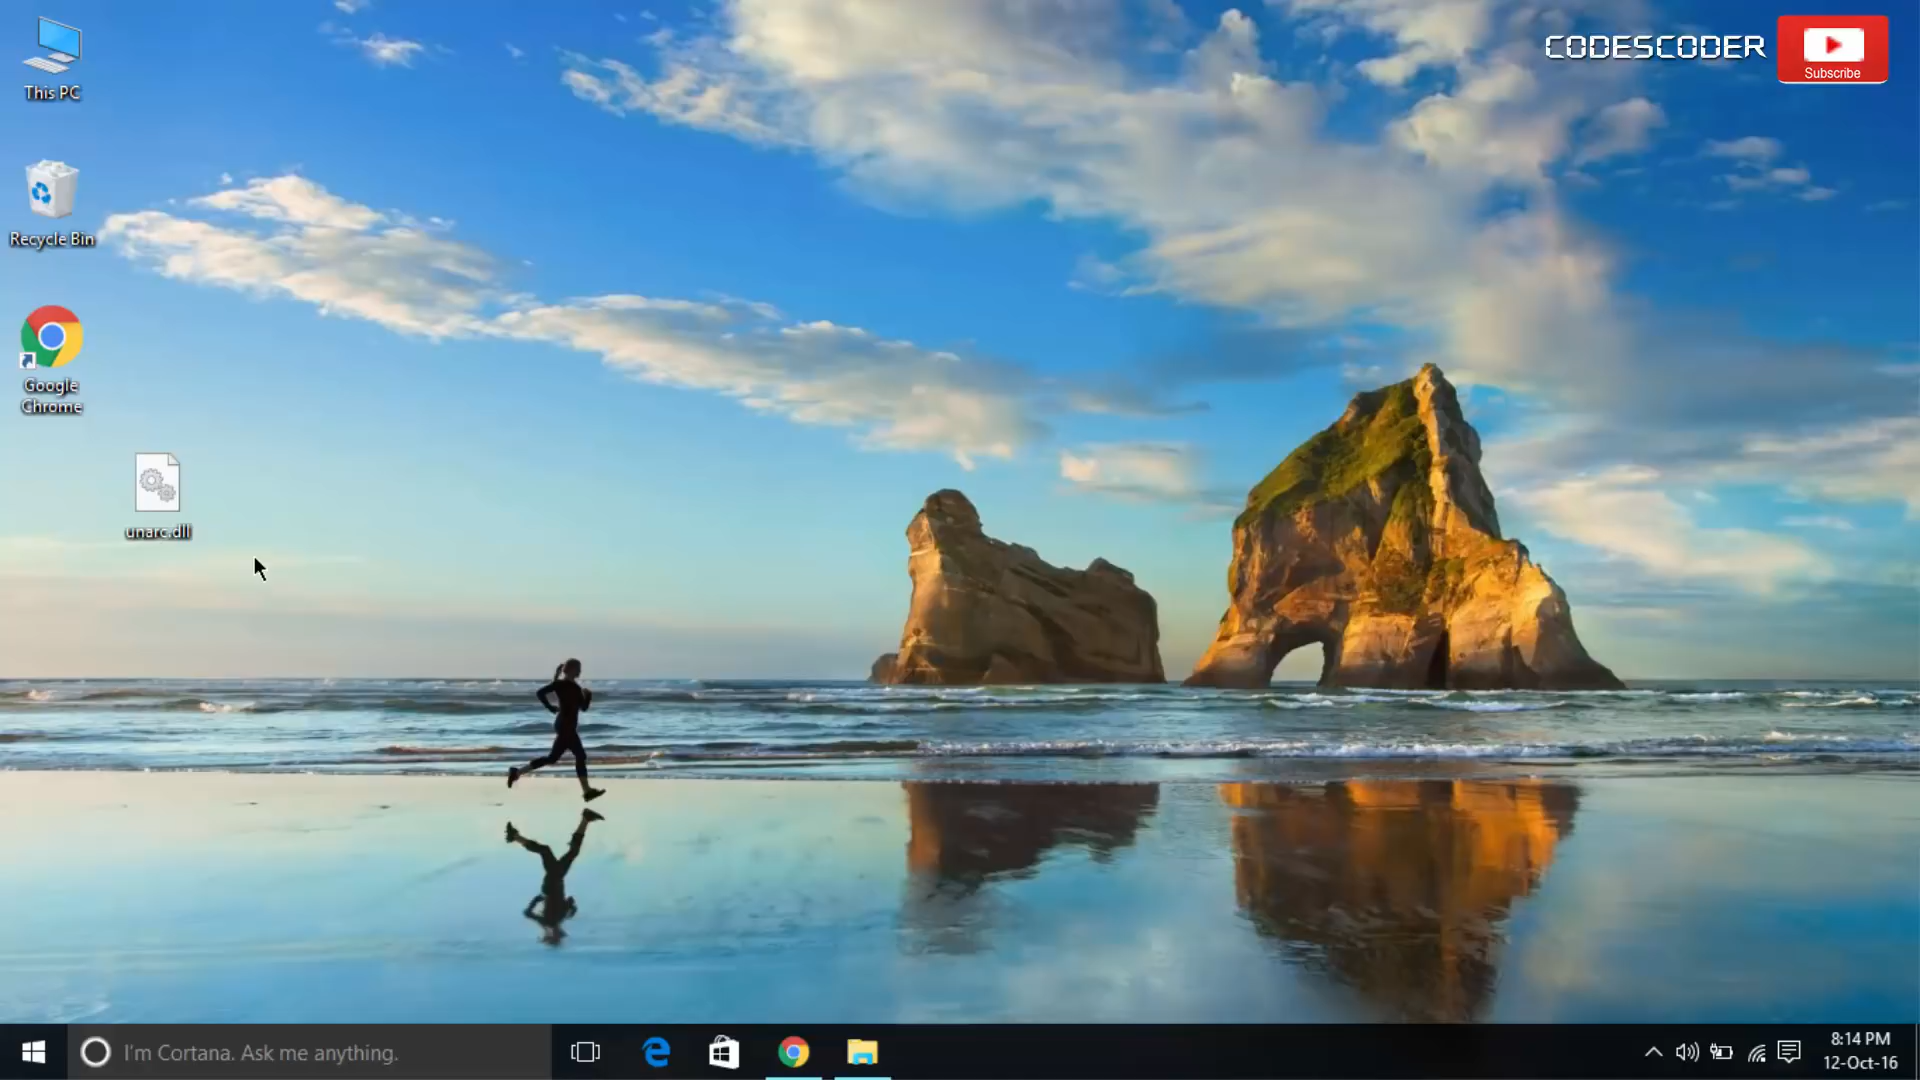 This PC
CODESCODER
Subscribe
Recycle Bin
Google
Chrome
unarc.dll
I'm Cortana. Ask me anything.
8:14 PM
12-Oct-16